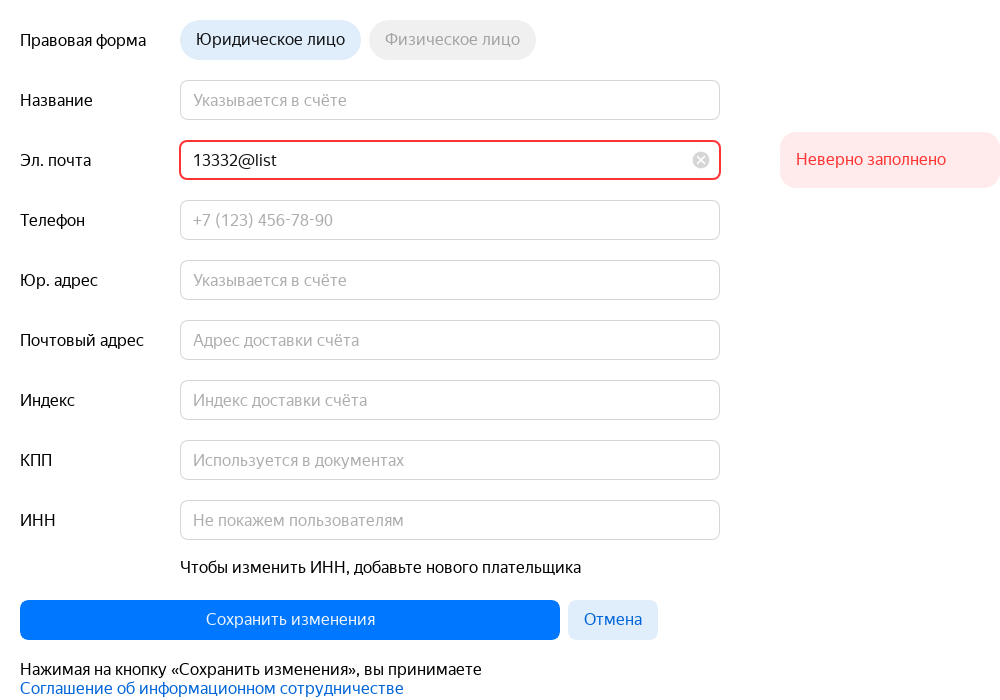 Правовая форма Юридическое лицо Физическое лицо
Название Указывается в счёте
Эл. почта 13332@list Неверно заполнено
Телефон +7 (123) 456-78-90
Юр. адрес Указывается в счёте
Почтовый адрес Адрес доставки счёта
Индекс Индекс доставки счёта
КПП Используется в документах
ИНН Не покажем пользователям
Чтобы изменить ИНН, добавьте нового плательщика
Сохранить изменения Отмена
Нажимая на кнопку «Сохранить изменения», вы принимаете
Соглашение об информационном сотрудничестве